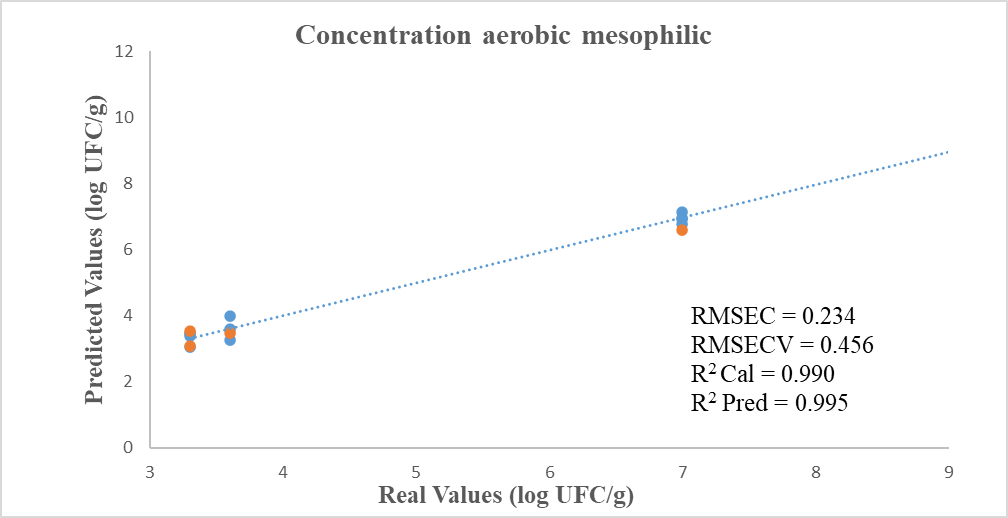 Concentration aerobic mesophilic
Predicted Values (log UFC/g)
12
10
8
6
4
2
0
3 4 5 6 7 8 9
Real Values (log UFC/g)
RMSEC = 0.234
RMSECV = 0.456
R² Cal = 0.990
R² Pred = 0.995